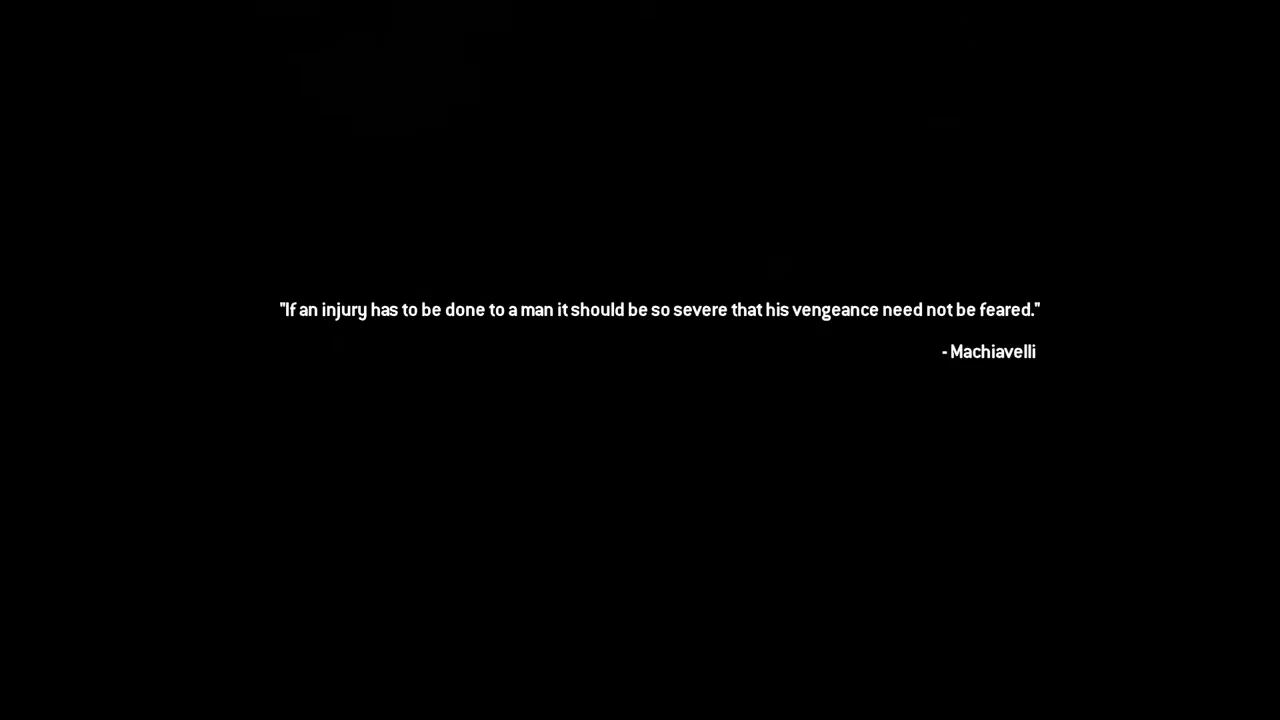 "If an injury has to be done to a man it should be so severe that his vengeance need not be feared."
- Machiavelli